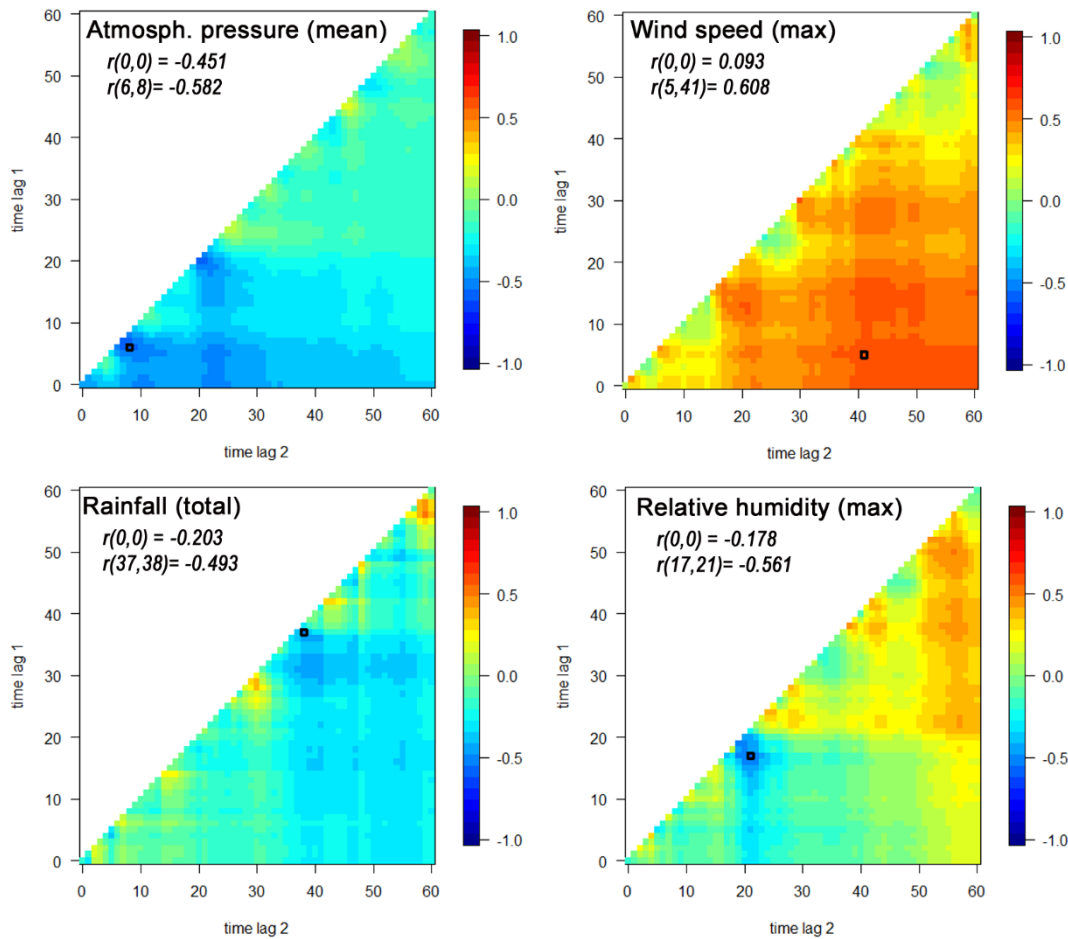 Atmosph. pressure (mean)
r(0,0) = -0.451
r(6,8)= -0.582
60
50
40
30
20
10
0
time lag 1
0 10 20 30 40 50 60
time lag 2
1.0
0.5
0.0
-0.5
-1.0
Wind speed (max)
r(0,0) = 0.093
r(5,41) = 0.608
60
50
40
30
20
10
0
time lag 1
0 10 20 30 40 50 60
time lag 2
1.0
0.5
0.0
-0.5
-1.0
Rainfall (total)
r(0,0) = -0.203
r(37,38)= -0.493
60
50
40
30
20
10
0
time lag 1
0 10 20 30 40 50 60
time lag 2
1.0
0.5
0.0
-0.5
-1.0
Relative humidity (max)
r(0,0) = -0.178
r(17,21)= -0.561
60
50
40
30
20
10
0
time lag 1
0 10 20 30 40 50 60
time lag 2
1.0
0.5
0.0
-0.5
-1.0